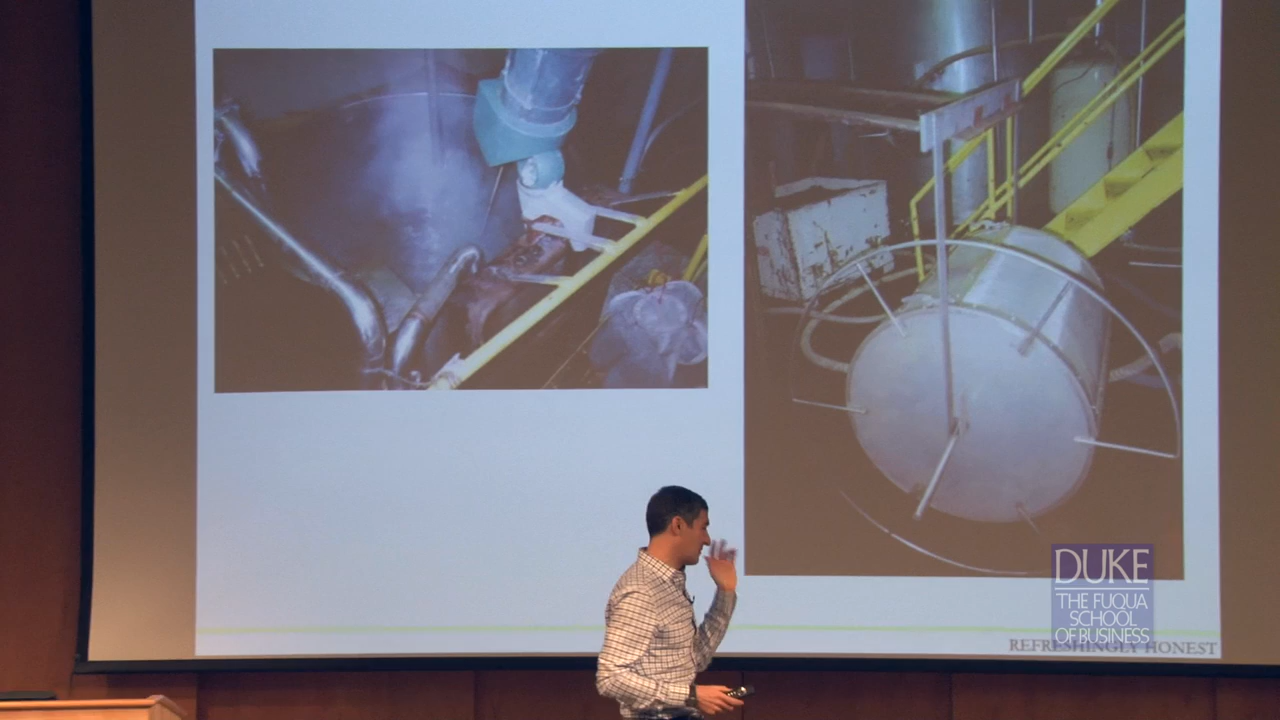 DUKE
THE FUQUA
SCHOOL
OF BUSINESS
REFRESHINGLY HONEST